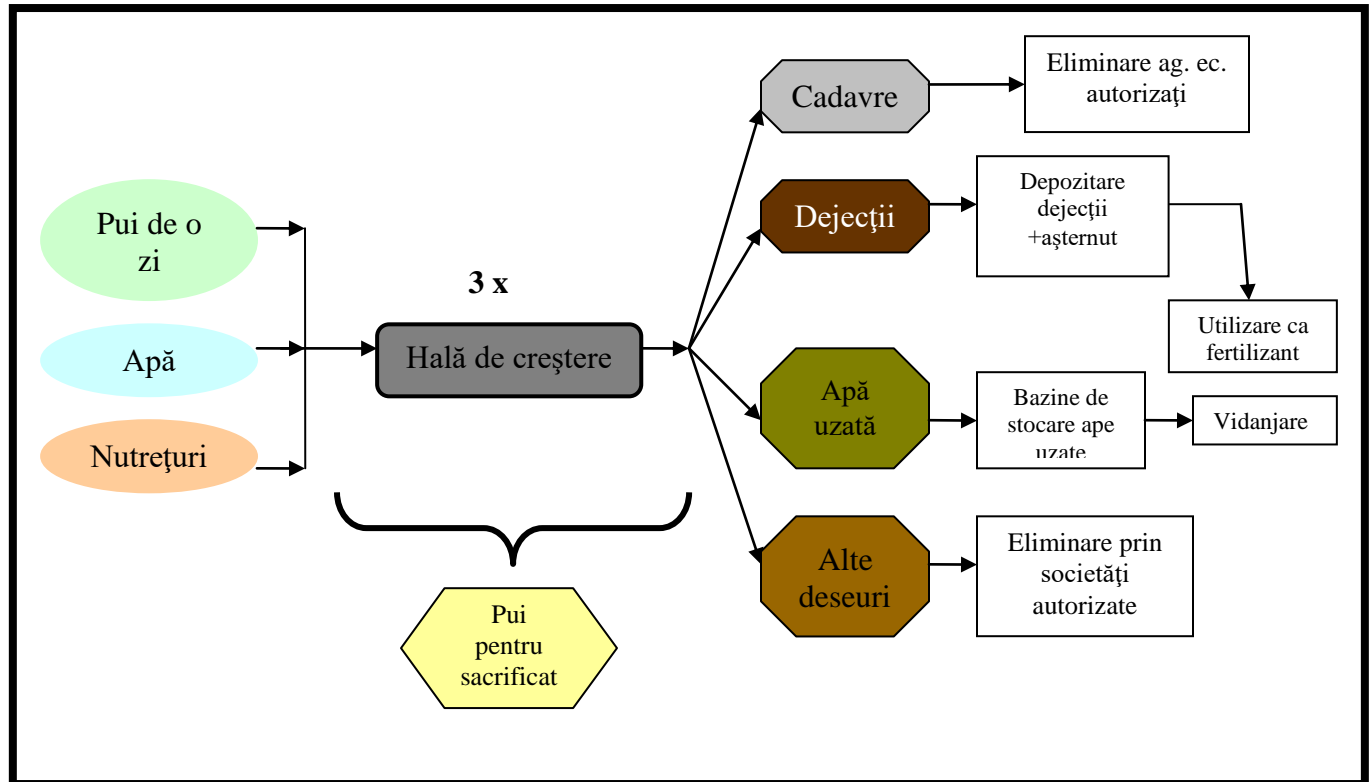 Pui de o
zi
Apă
Nutreţuri
3 x
Hală de creştere
Pui
pentru
sacrificat
Cadavre
Eliminare ag. ec.
autorizaţi
Dejecţii
Depozitare
dejecţii
+aşternut
Utilizare ca
fertilizant
Apă
uzată
Bazine de
stocare ape
uzate
Vidanjare
Alte
deseuri
Eliminare prin
societăţi
autorizate